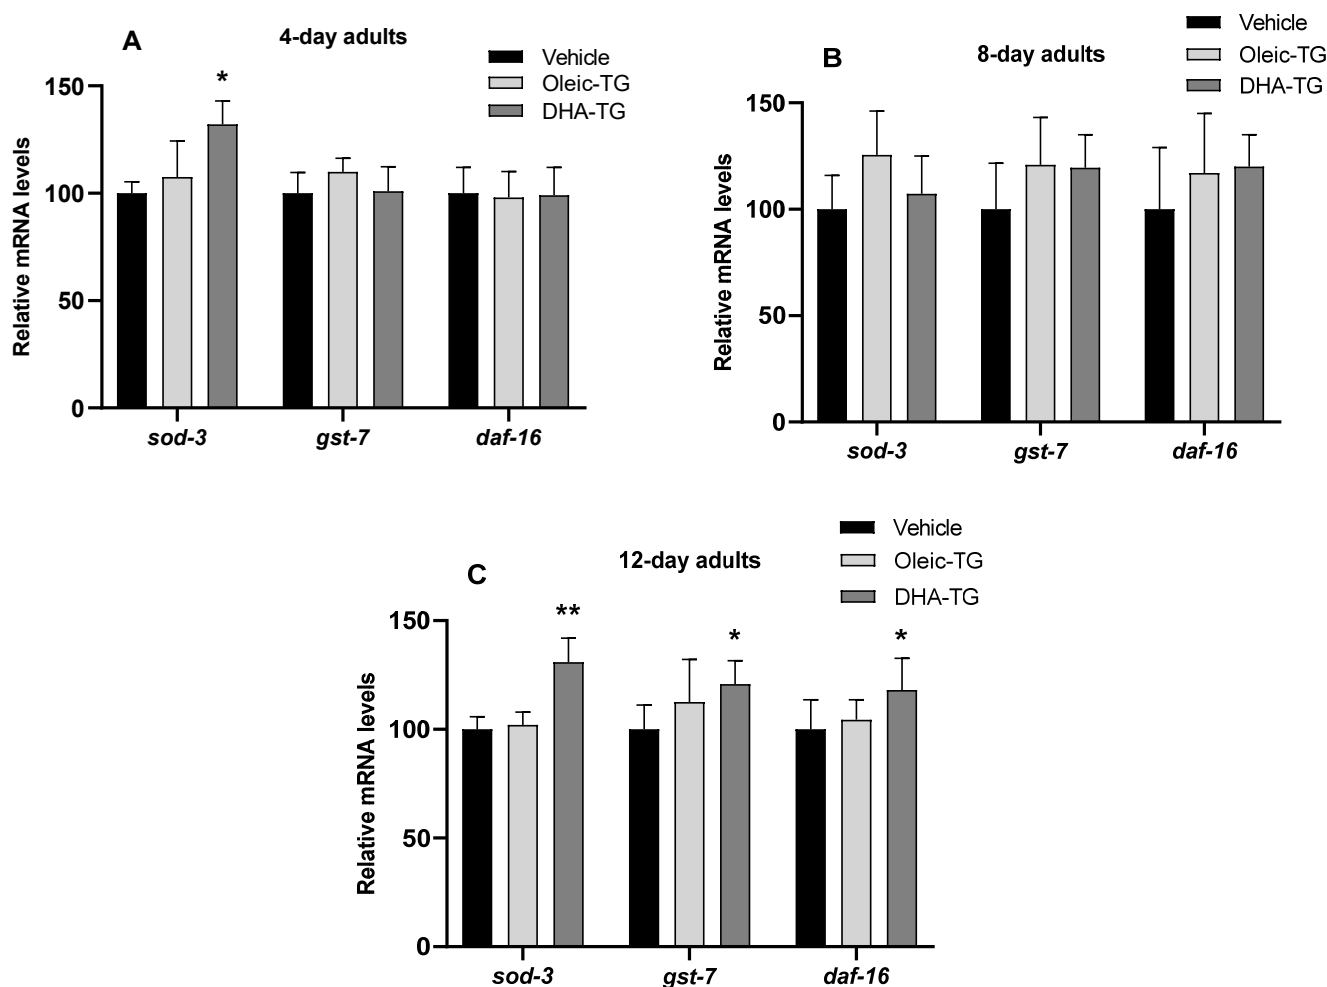 A
4-day adults
Vehicle
Oleic-TG
DHA-TG
Relative mRNA levels
150
100
50
0
*
sod-3
gst-7
daf-16
B
8-day adults
Vehicle
Oleic-TG
DHA-TG
Relative mRNA levels
150
100
50
0
sod-3
gst-7
daf-16
C
12-day adults
Vehicle
Oleic-TG
DHA-TG
Relative mRNA levels
150
100
50
0
**
*
*
sod-3
gst-7
daf-16